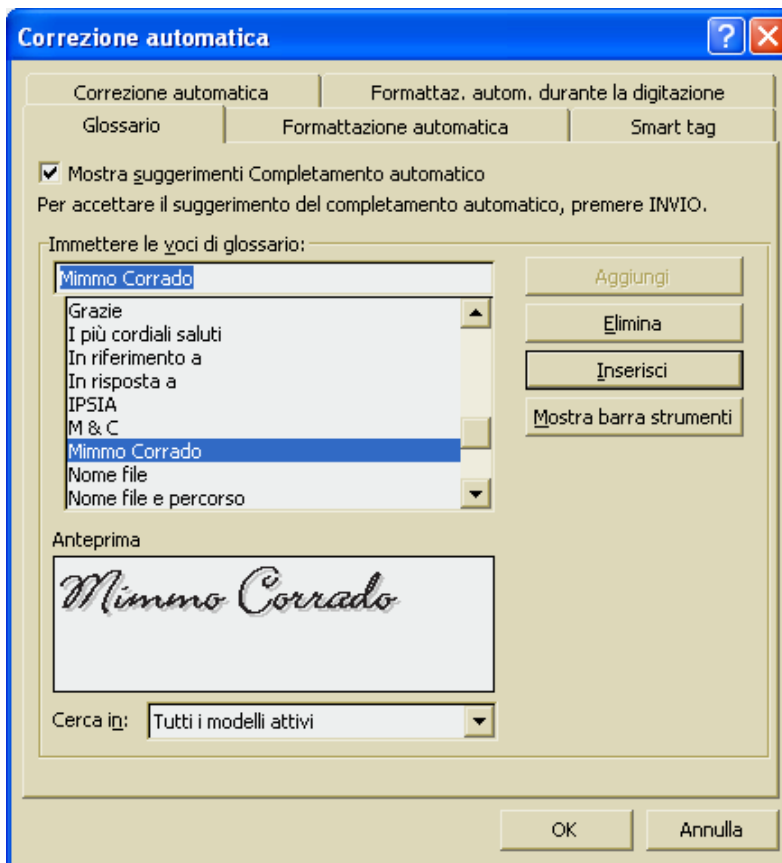 Correzione automatica
Correzione automatica
Formattaz. autom. durante la digitazione
Glossario
Formattazione automatica
Smart tag
Mostra suggerimenti Completamento automatico
Per accettare il suggerimento del completamento automatico, premere INVIO.
Immettere le voci di glossario:
Mimmo Corrado
Aggiungi
Grazie
I più cordiali saluti
In riferimento a
In risposta a
IPSIA
M & C
Mimmo Corrado
Nome file
Nome file e percorso
Elimina
Inserisci
Mostra barra strumenti
Anteprima
Mimmo Corrado
Cerca in: Tutti i modelli attivi
OK
Annulla